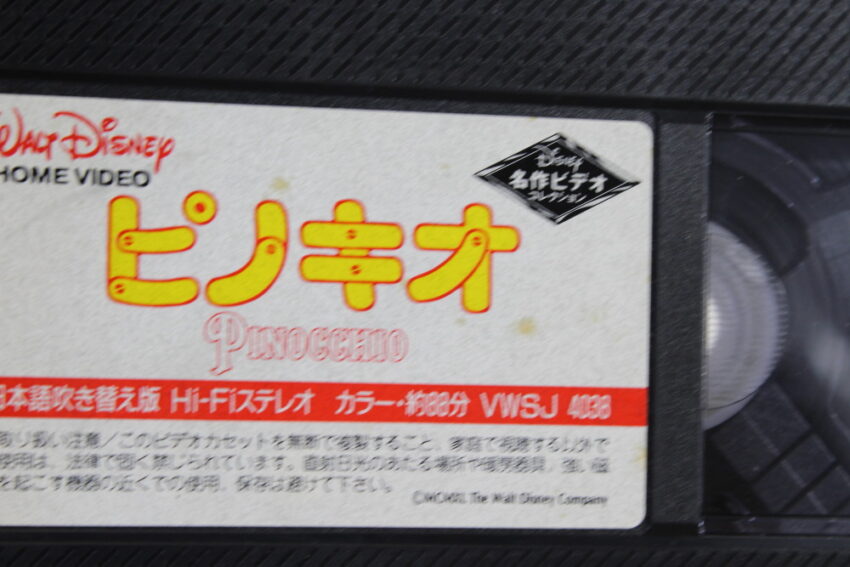 WALT DISNEY
HOME VIDEO
Disney
名作ビデオ
コレクション
ピノキオ
PINOCCHIO
日本語吹き替え版 Hi-Fiステレオ カラー・約88分 VWSJ 4038
取り扱い注意/このビデオカセットを無断で複製すること、家庭で視聴する以外で
使用は、法律で固く禁じられています。直射日光のあたる場所や暖房器具、強い磁
を起こす機器の近くでの使用、保存は避けて下さい。
The Walt Disney Company